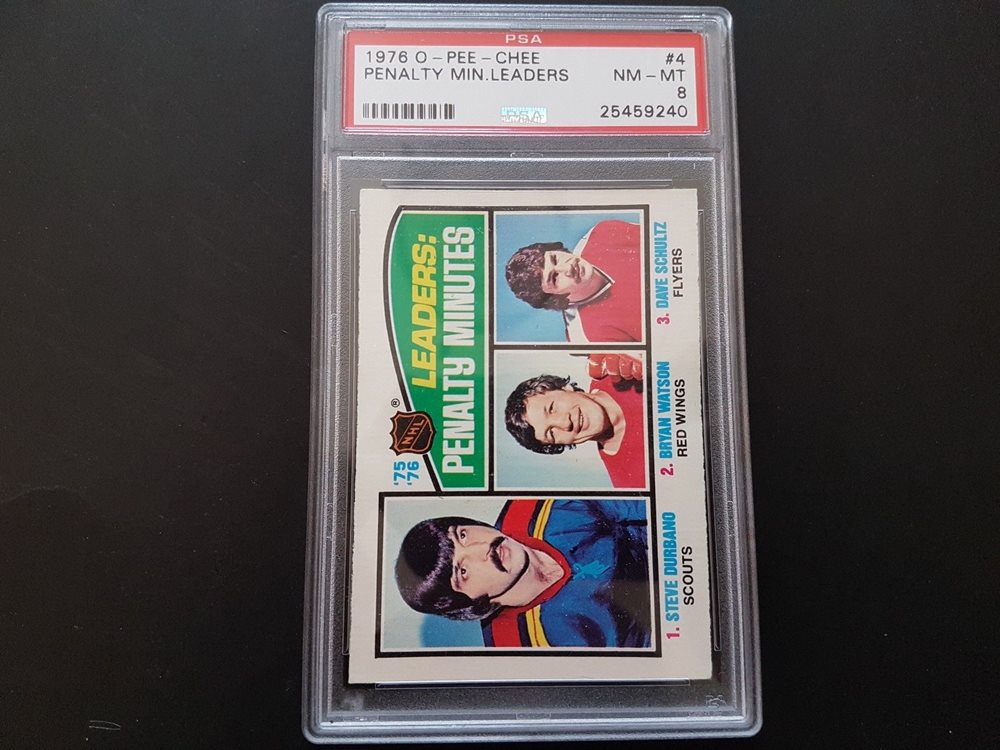 PSA
1976 O-PEE-CHEE #4
PENALTY MIN.LEADERS NM-MT
8
25459240
'75
'76
NHL
®
LEADERS:
PENALTY MINUTES
1. STEVE DURBANO
SCOUTS
2. BRYAN WATSON
RED WINGS
3. DAVE SCHULTZ
FLYERS